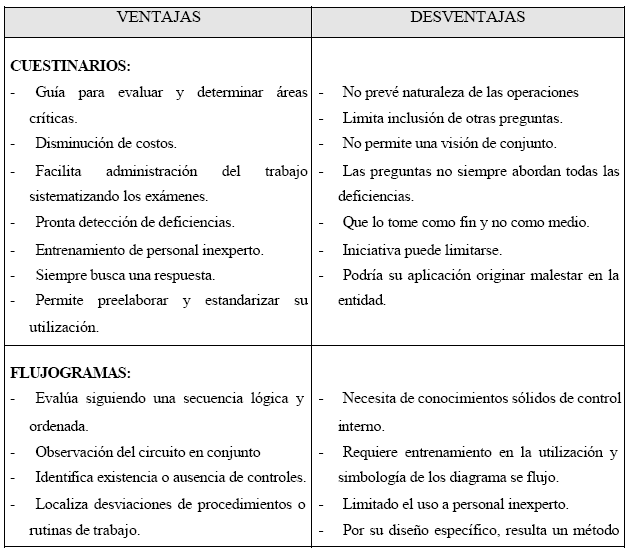 VENTAJAS
DESVENTAJAS
CUESTINARIOS:
- Guía para evaluar y determinar áreas
críticas.
- Disminución de costos.
- Facilita administración del trabajo
sistematizando los exámenes.
- Pronta detección de deficiencias.
- Entrenamiento de personal inexperto.
- Siempre busca una respuesta.
- Permite preelaborar y estandarizar su
utilización.
- No prevé naturaleza de las operaciones
- Limita inclusión de otras preguntas.
- No permite una visión de conjunto.
- Las preguntas no siempre abordan todas las
deficiencias.
- Que lo tome como fin y no como medio.
- Iniciativa puede limitarse.
- Podría su aplicación originar malestar en la
entidad.
FLUJOGRAMAS:
- Evalúa siguiendo una secuencia lógica y
ordenada.
- Observación del circuito en conjunto
- Identifica existencia o ausencia de controles.
- Localiza desviaciones de procedimientos o
rutinas de trabajo.
- Necesita de conocimientos sólidos de control
interno.
- Requiere entrenamiento en la utilización y
simbología de los diagrama se flujo.
- Limitado el uso a personal inexperto.
- Por su diseño específico, resulta un método